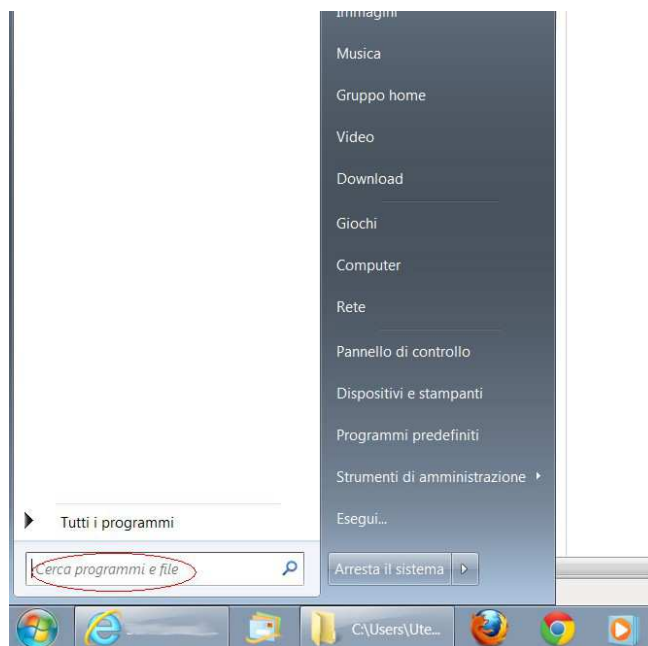 Immagini
Musica
Gruppo home
Video
Download
Giochi
Computer
Rete
Pannello di controllo
Dispositivi e stampanti
Programmi predefiniti
Strumenti di amministrazione
Esegui...
Tutti i programmi
Cerca programmi e file
Arresta il sistema
C:\Users\Ute...